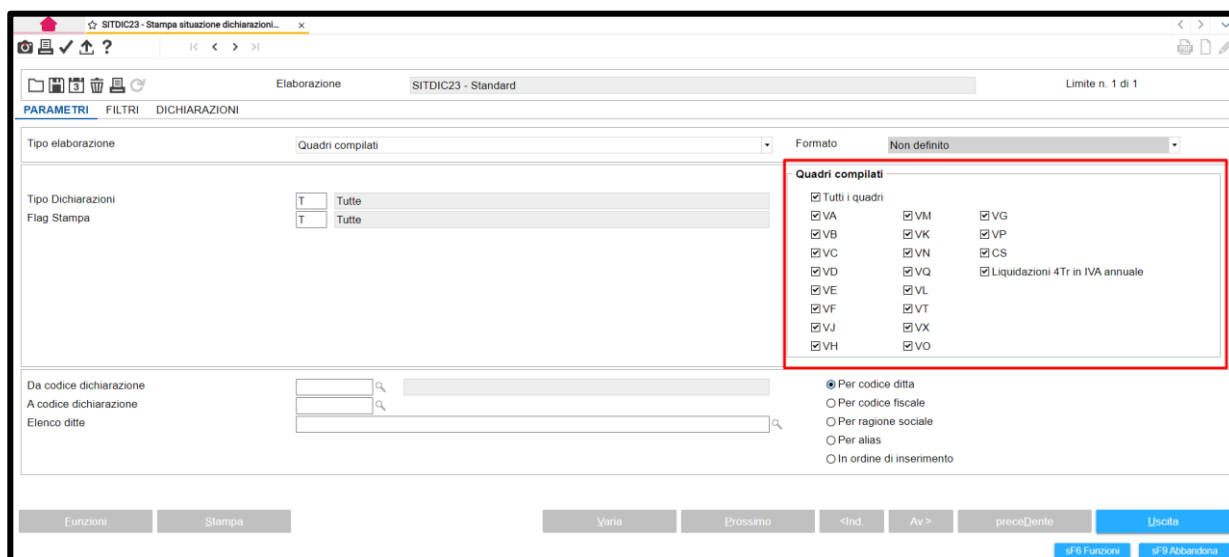 SITDIC23 - Stampa situazione dichiarazioni... x
Elaborazione SITDIC23 - Standard Limite n. 1 di 1
PARAMETRI FILTRI DICHIARAZIONI
Tipo elaborazione Quadri compilati Formato Non definito
Quadri compilati
Tutti i quadri
Tipo Dichiarazioni T Tutte
Flag Stampa T Tutte
VA VM VG
VB VK VP
VC VN CS
VD VQ Liquidazioni 4Tr in IVA annuale
VE VL
VF VT
VJ VX
VH VO
Da codice dichiarazione
A codice dichiarazione
Elenco ditte
Per codice ditta
Per codice fiscale
Per ragione sociale
Per alias
In ordine di inserimento
Funzioni Stampa Varia Prossimo <Ind. Av.> preceDente Uscita
sF6 Funzioni sF9 Abbandona